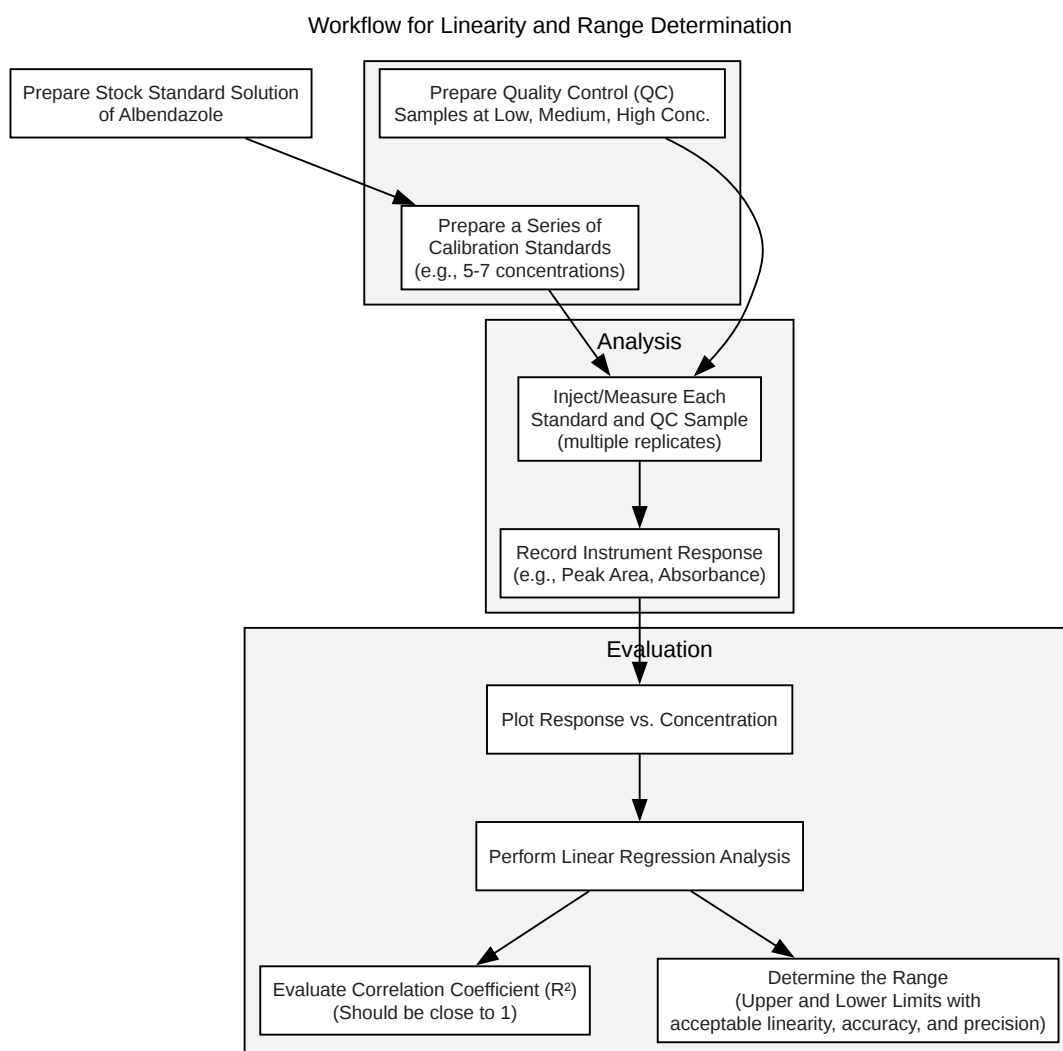 Workflow for Linearity and Range Determination
Prepare Stock Standard Solution
of Albendazole
Prepare Quality Control (QC)
Samples at Low, Medium, High Conc.
Prepare a Series of
Calibration Standards
(e.g., 5-7 concentrations)
Analysis
Inject/Measure Each
Standard and QC Sample
(multiple replicates)
Record Instrument Response
(e.g., Peak Area, Absorbance)
Evaluation
Plot Response vs. Concentration
Perform Linear Regression Analysis
Evaluate Correlation Coefficient (R²)
(Should be close to 1)
Determine the Range
(Upper and Lower Limits with
acceptable linearity, accuracy, and precision)